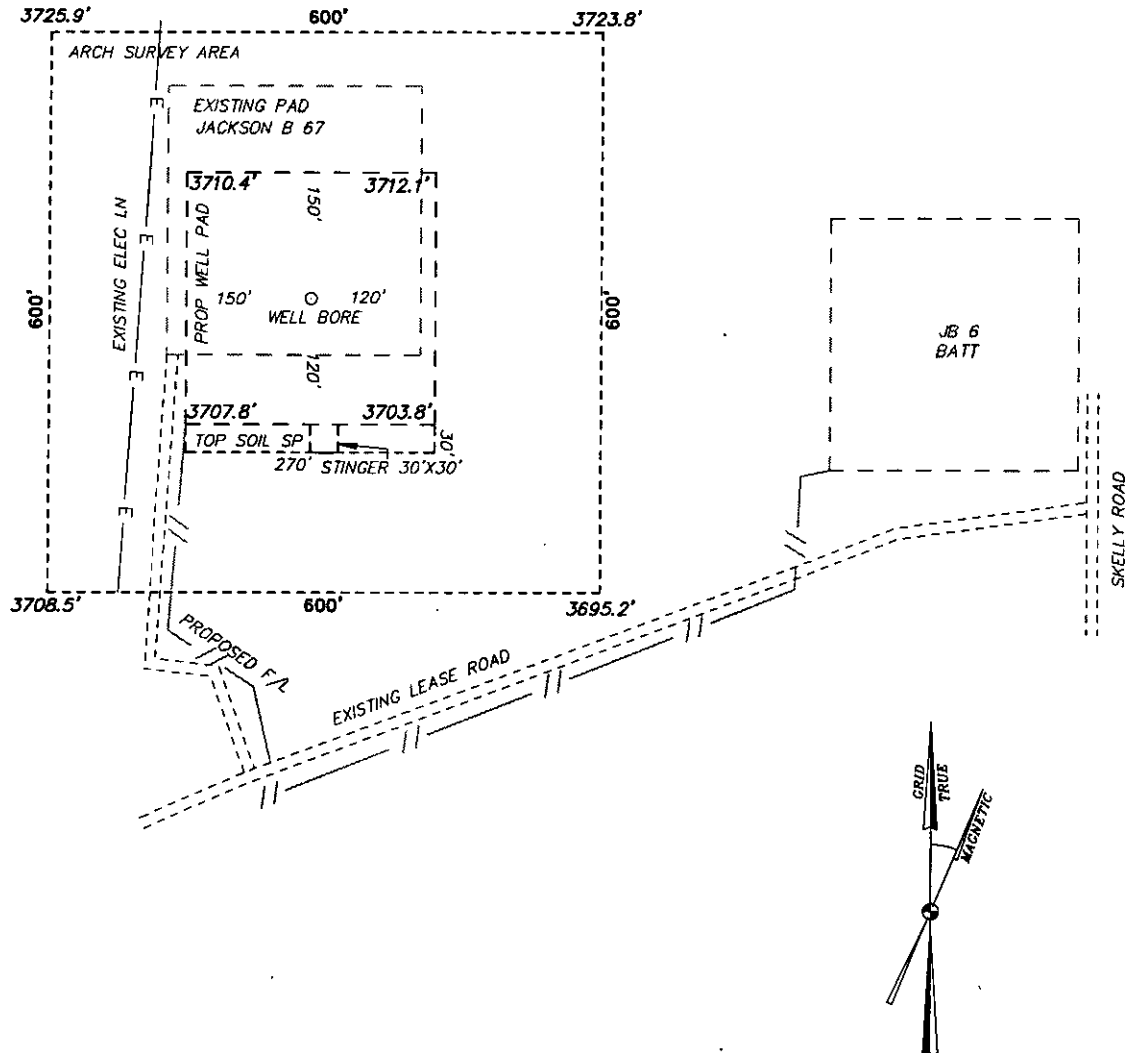 3725.9' 600' 3723.8'
ARCH SURVEY AREA
E
EXISTING PAD
JACKSON B 67
3710.4' 3712.1'
150'
EXISTING ELEC LN
PROP WELL PAD
E
600'
150' 120'
WELL BORE
600'
JB 6
BATT
E
120'
3707.8' 3703.8'
TOP SOIL SP
30'
270' STINGER 30'X30'
E
SKELLY ROAD
3708.5' 600' 3695.2'
PROPOSED F/L
EXISTING LEASE ROAD
GRID
TRUE
MAGNETIC